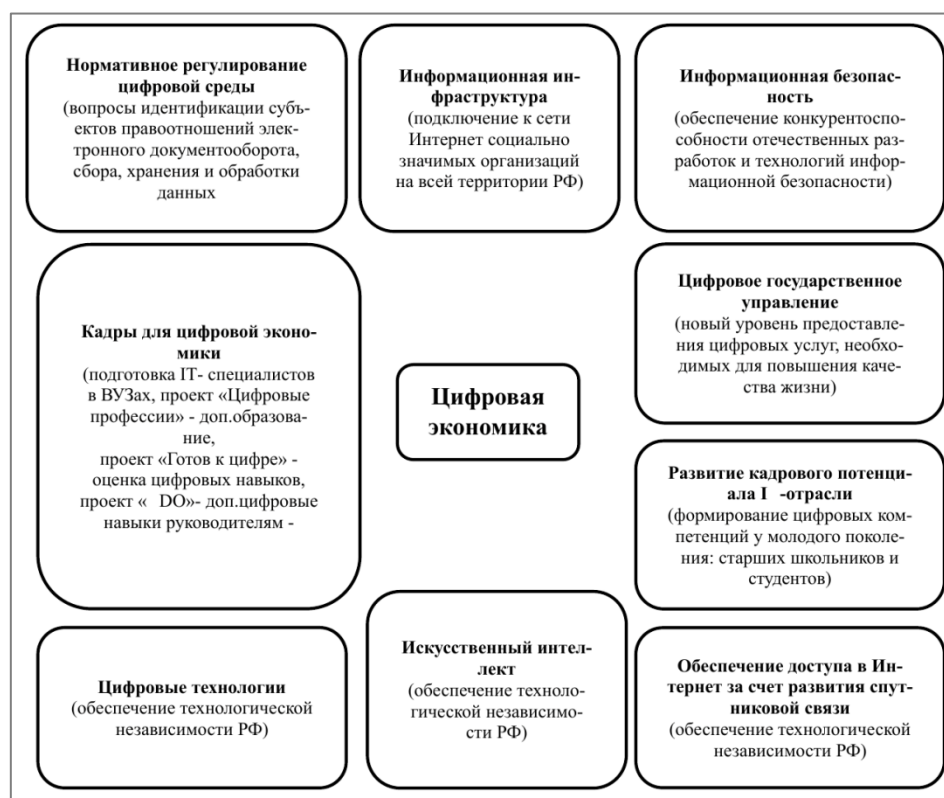 Нормативное регулирование
цифровой среды
(вопросы идентификации субъ-
ектов правоотношений элек-
тронного документооборота,
сбора, хранения и обработки
данных
Информационная ин-
фраструктура
(подключение к сети
Интернет социально
значимых организаций
на всей территории РФ)
Информационная безопас-
ность
(обеспечение конкурентоспо-
собности отечественных раз-
работок и технологий инфор-
мационной безопасности)
Кадры для цифровой эконо-
мики
(подготовка IT- специалистов
в ВУЗах, проект «Цифровые
профессии» - доп.образова-
ние,
проект «Готов к цифре» -
оценка цифровых навыков,
проект « DO»- доп.цифровые
навыки руководителям -
Цифровая
экономика
Цифровое государственное
управление
(новый уровень предоставле-
ния цифровых услуг, необхо-
димых для повышения каче-
ства жизни)
Развитие кадрового потенци-
ала I -отрасли
(формирование цифровых ком-
петенций у молодого поколе-
ния: старших школьников и
студентов)
Цифровые технологии
(обеспечение технологической
независимости РФ)
Искусственный интел-
лект
(обеспечение техноло-
гической независимо-
сти РФ)
Обеспечение доступа в Ин-
тернет за счет развития спут-
никовой связи
(обеспечение технологической
независимости РФ)